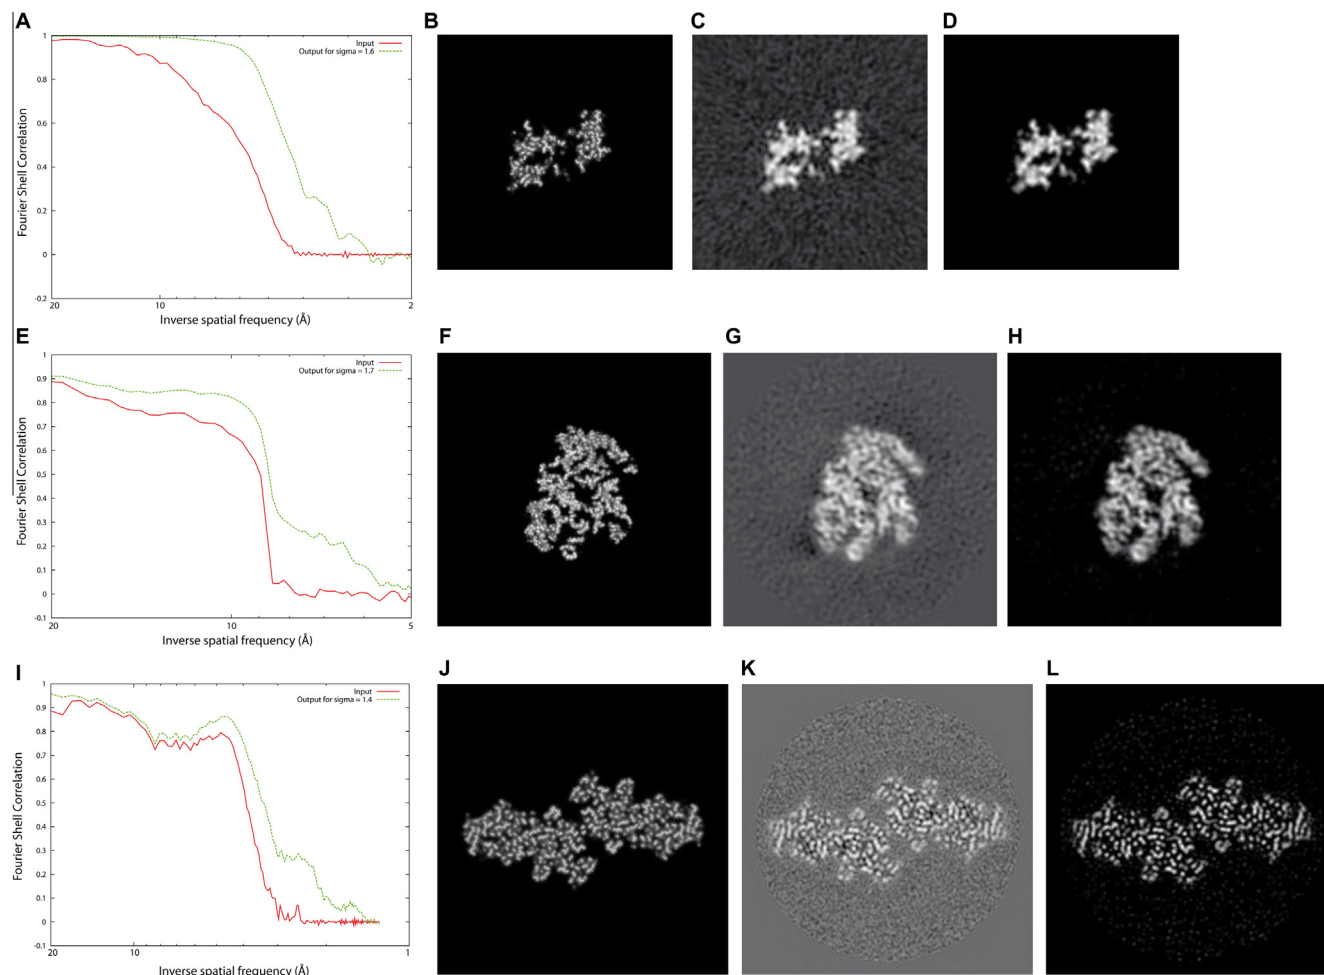 A
B
C
D
1
0.8
0.6
0.4
0.2
0
-0.2
Fourier Shell Correlation
Input
Output for sigma = 1.6
20
10
2
Inverse spatial frequency (Å)
E
F
G
H
1
0.9
0.8
0.7
0.6
0.5
0.4
0.3
0.2
0.1
0
-0.1
Fourier Shell Correlation
Input
Output for sigma = 1.7
20
10
5
Inverse spatial frequency (Å)
I
J
K
L
1
0.9
0.8
0.7
0.6
0.5
0.4
0.3
0.2
0.1
0
-0.1
Fourier Shell Correlation
Input
Output for sigma = 1.4
20
10
1
Inverse spatial frequency (Å)